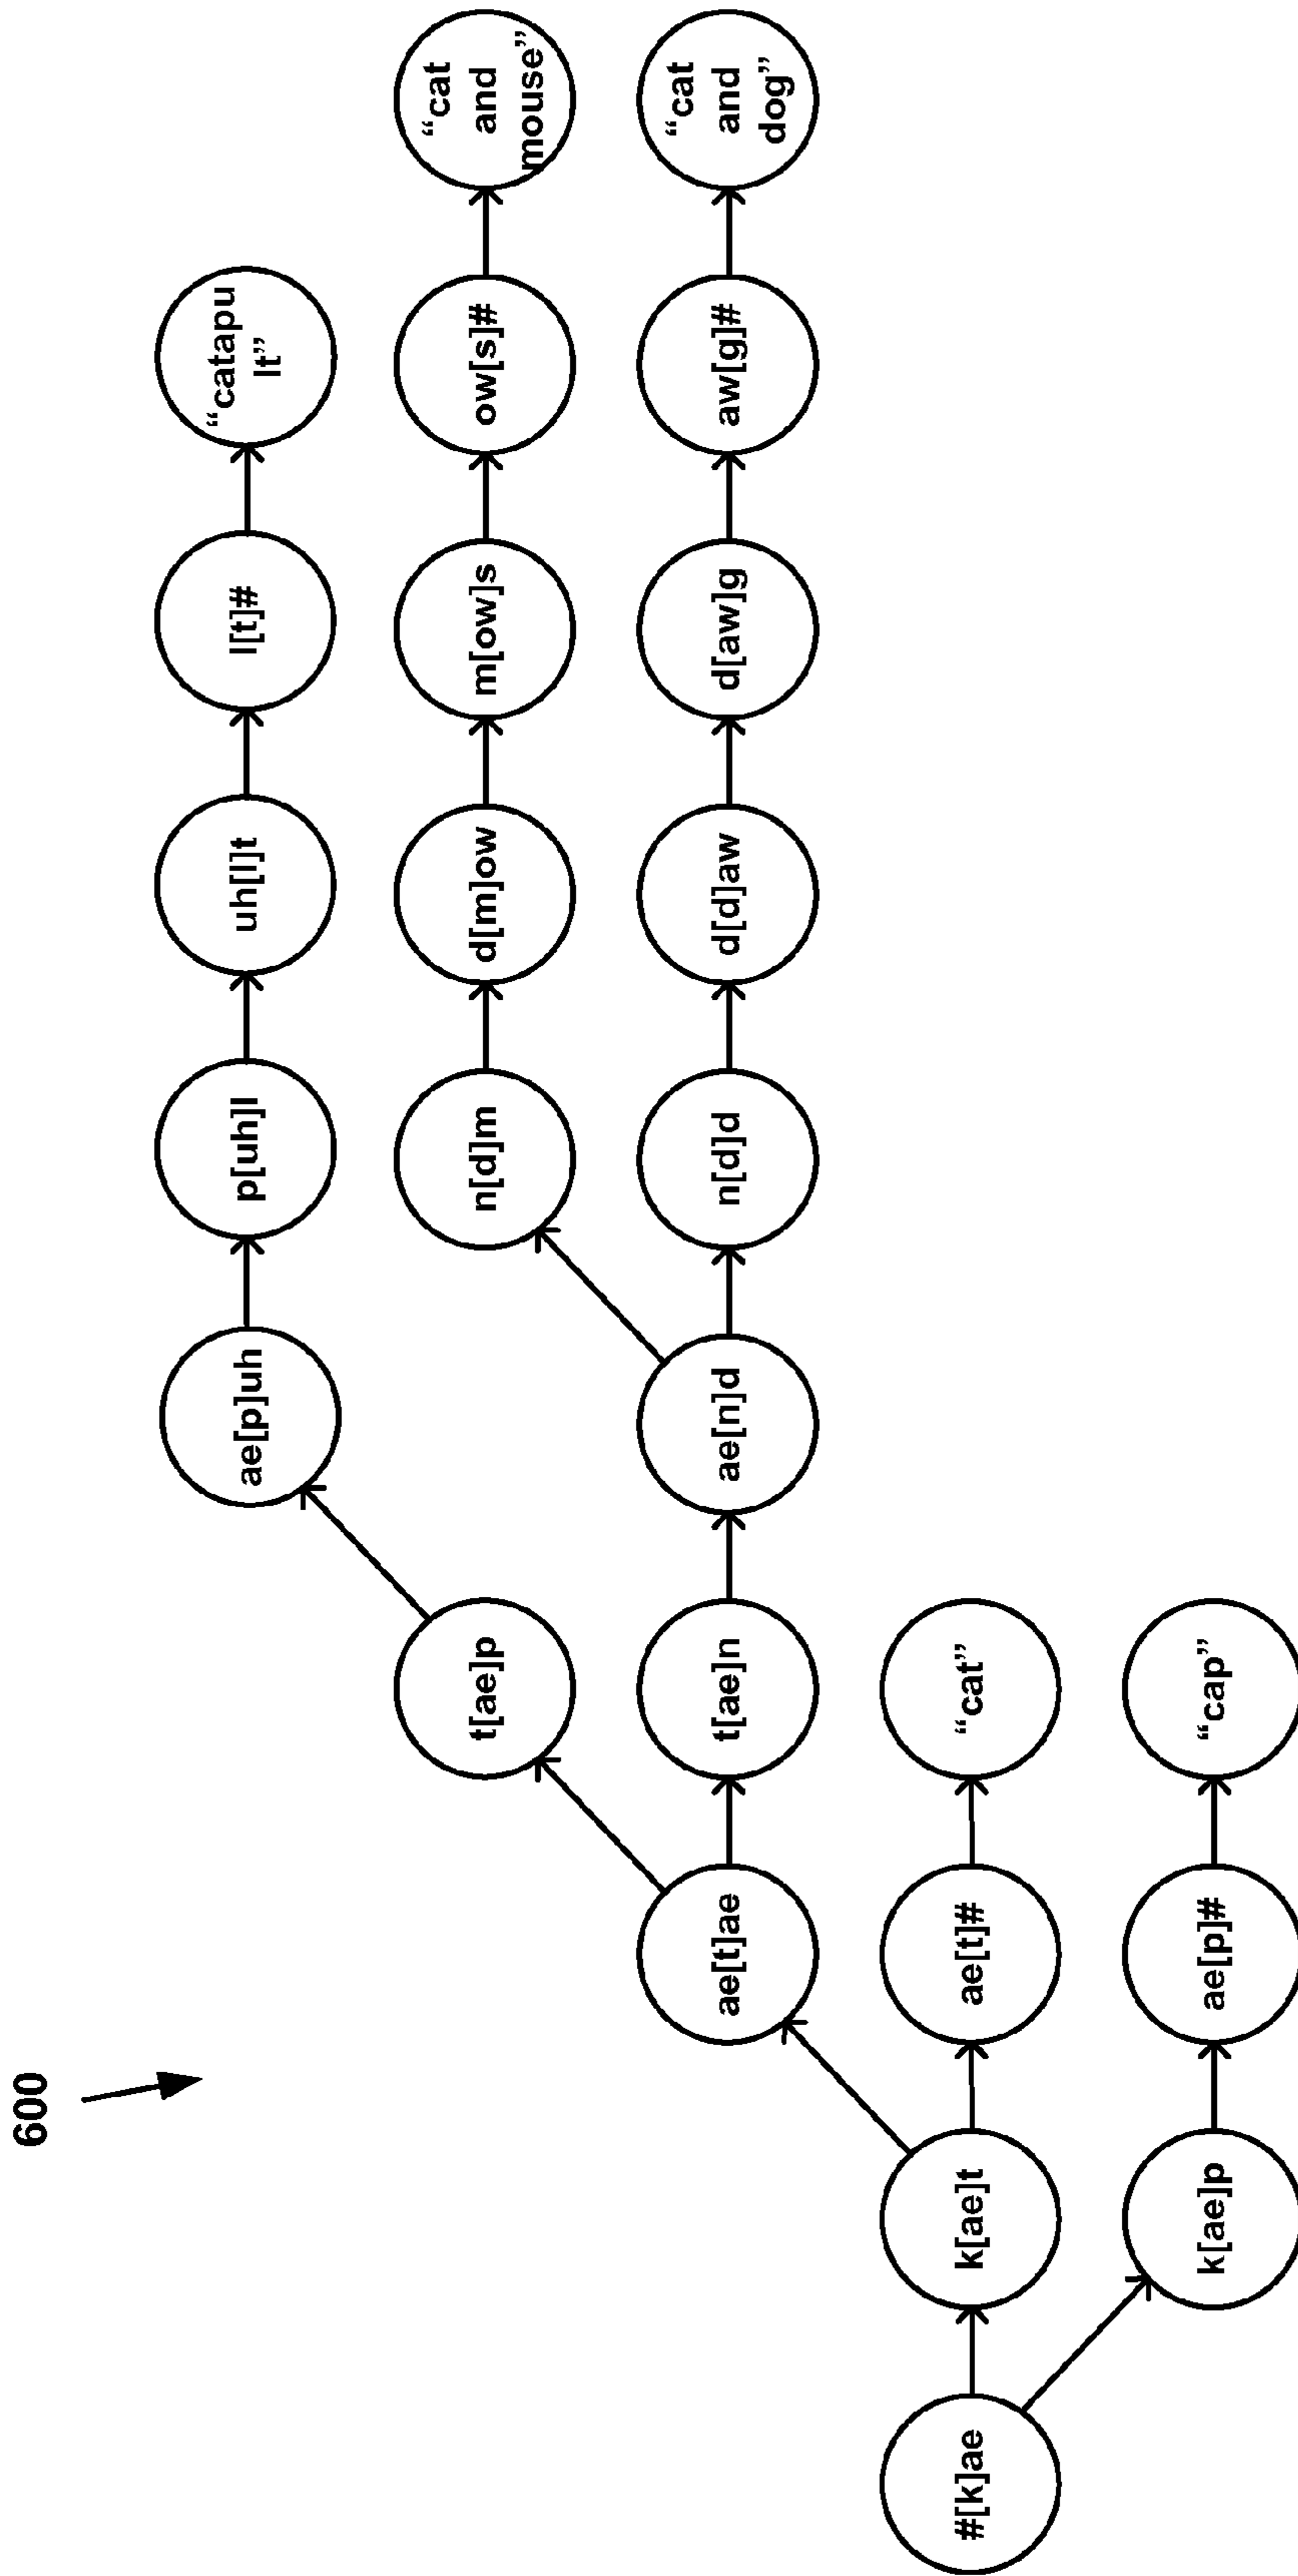 600
ae[p]uh
p[uh]l
uh[l]t
l[t]#
“catapu
lt”
t[ae]p
n[d]m
d[m]ow
m[ow]s
ow[s]#
“cat
and
mouse”
ae[t]ae
t[ae]n
ae[n]d
n[d]d
d[d]aw
d[aw]g
aw[g]#
“cat
and
dog”
#[k]ae
k[ae]t
ae[t]#
“cat”
k[ae]p
ae[p]#
“cap”